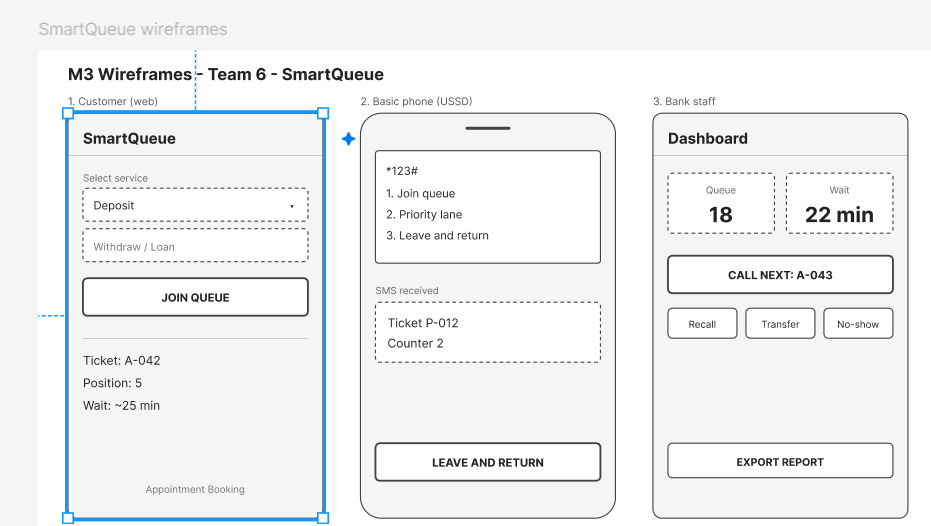 SmartQueue wireframes
M3 Wireframes - Team 6 - SmartQueue
1. Customer (web)
SmartQueue
Select service
Deposit
Withdraw / Loan
JOIN QUEUE
Ticket: A-042
Position: 5
Wait: ~25 min
Appointment Booking
2. Basic phone (USSD)
*123#
1. Join queue
2. Priority lane
3. Leave and return
SMS received
Ticket P-012
Counter 2
LEAVE AND RETURN
3. Bank staff
Dashboard
Queue
18
Wait
22 min
CALL NEXT: A-043
Recall
Transfer
No-show
EXPORT REPORT